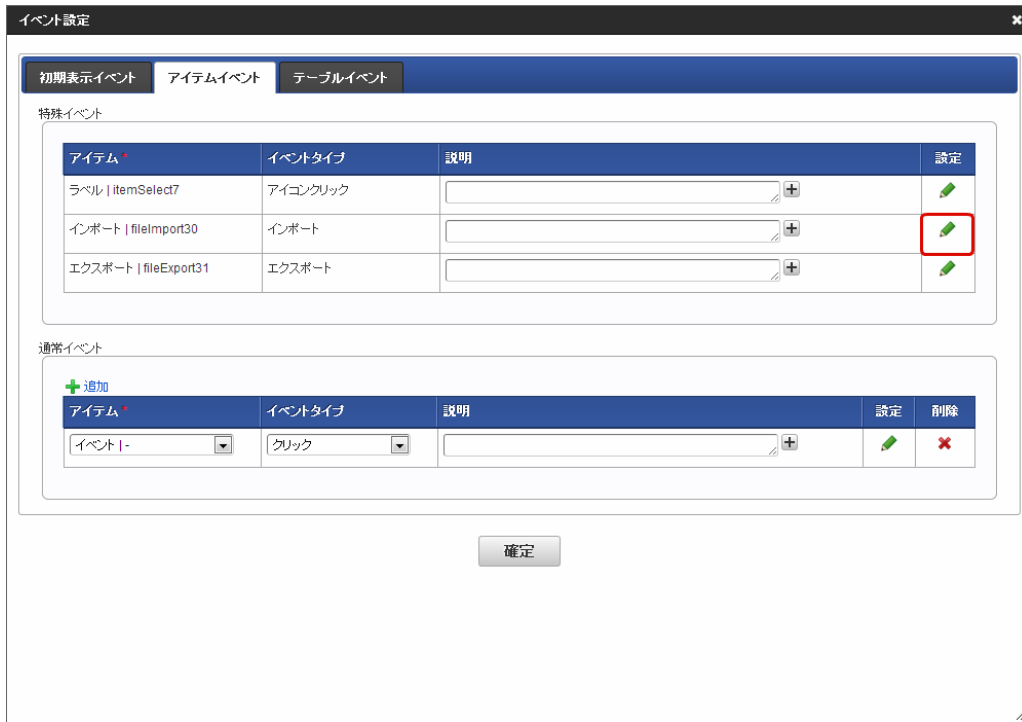 イベント設定
初期表示イベント アイテムイベント テーブルイベント
特殊イベント
アイテム* イベントタイプ 説明 設定
ラベル | itemSelect7 アイコンクリック
インポート | fileImport30 インポート
エクスポート | fileExport31 エクスポート
通常イベント
追加
アイテム* イベントタイプ 説明 設定 削除
イベント | - クリック
確定